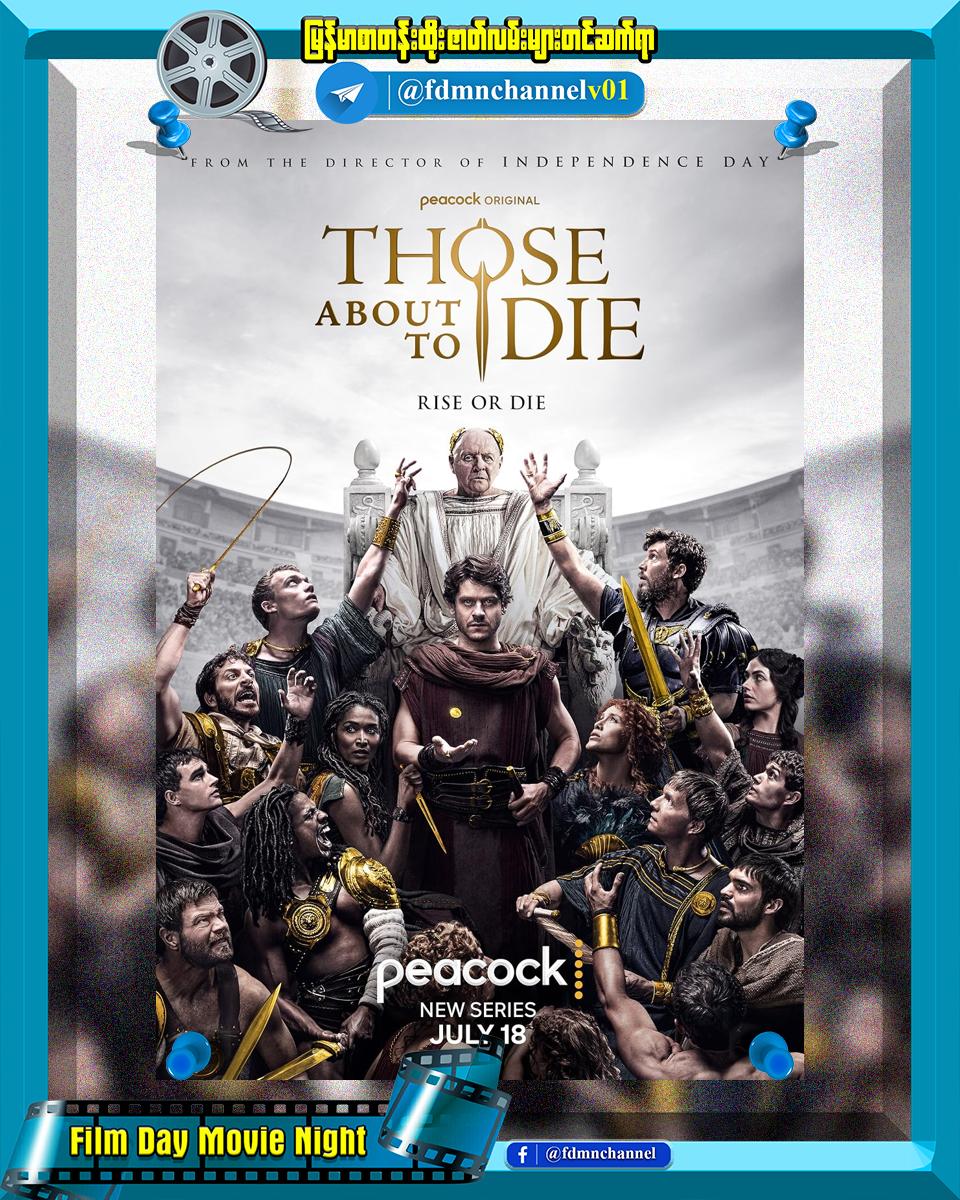 မြန်မာစာတန်းထိုးဇာတ်လမ်းများတင်ဆက်ရာ
@fdmnchannelv01
FROM THE DIRECTOR OF INDEPENDENCE DAY
peacock ORIGINAL
THOSE
ABOUT
TO DIE
RISE OR DIE
peacock
NEW SERIES
JULY 18
Film Day Movie Night
f @fdmnchannel